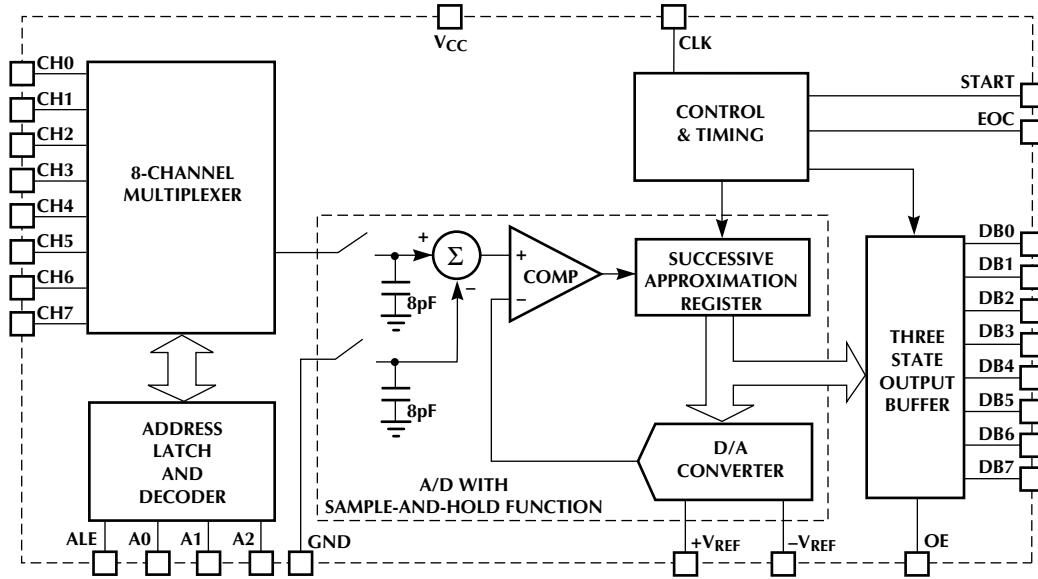 VCC
CLK
CH0
CH1
CH2
CH3
CH4
CH5
CH6
CH7
8-CHANNEL
MULTIPLEXER
CONTROL
& TIMING
START
EOC
+
Σ
–
8pF
8pF
+
–
COMP
SUCCESSIVE
APPROXIMATION
REGISTER
THREE
STATE
OUTPUT
BUFFER
DB0
DB1
DB2
DB3
DB4
DB5
DB6
DB7
ADDRESS
LATCH
AND
DECODER
D/A
CONVERTER
A/D WITH
SAMPLE-AND-HOLD FUNCTION
ALE
A0
A1
A2
GND
+VREF
–VREF
OE